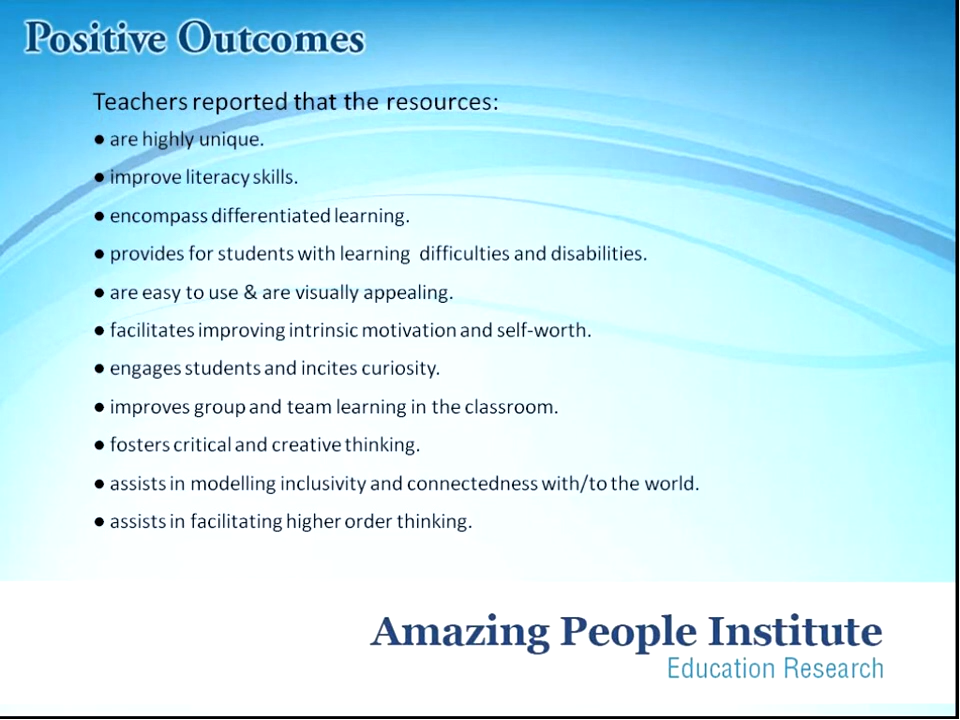 Positive Outcomes
Teachers reported that the resources:
● are highly unique.
● improve literacy skills.
● encompass differentiated learning.
● provides for students with learning difficulties and disabilities.
● are easy to use & are visually appealing.
● facilitates improving intrinsic motivation and self-worth.
● engages students and incites curiosity.
● improves group and team learning in the classroom.
● fosters critical and creative thinking.
● assists in modelling inclusivity and connectedness with/to the world.
● assists in facilitating higher order thinking.
Amazing People Institute
Education Research